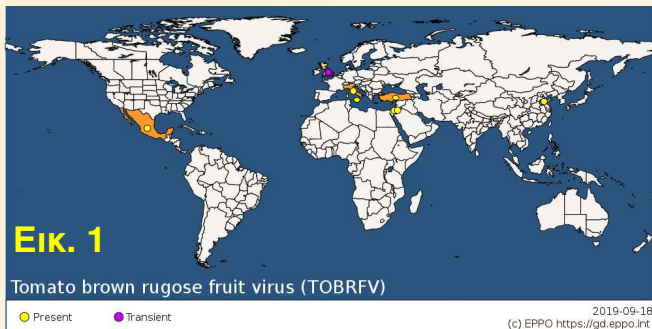 Εικ. 1
Tomato brown rugose fruit virus (TOBRFV)
Present
Transient
2019-09-18
(c) EPPO https://gd.eppo.int